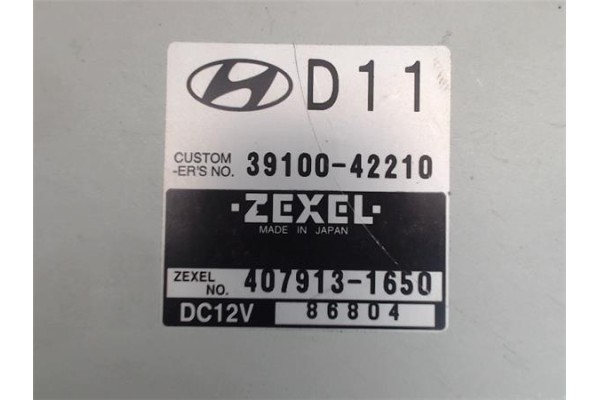 D11
CUSTOM
-ER'S NO. 39100-42210
·ZEXEL·
MADE IN JAPAN
ZEXEL
NO. 407913-1650
DC12V 86804